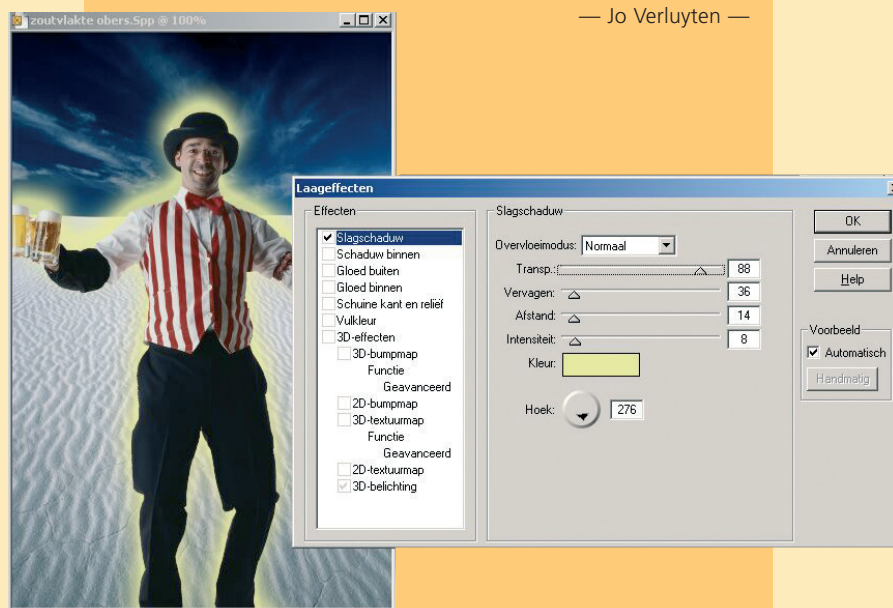 zoutvlakte obers.Spp @ 100%
— Jo Verluyten —
Laageffecten
Effecten
Slagschaduw
Schaduw binnen
Gloed buiten
Gloed binnen
Schuine kant en reliëf
Vulkleur
3D-effecten
3D-bumpmap
Functie
Geavanceerd
2D-bumpmap
3D-textuurmap
Functie
Geavanceerd
2D-textuurmap
3D-belichting
Slagschaduw
Overvloeimodus: Normaal
Transp.: 88
Vervagen: 36
Afstand: 14
Intensiteit: 8
Kleur:
Hoek: 276
OK
Annuleren
Help
Voorbeeld
Automatisch
Handmatig